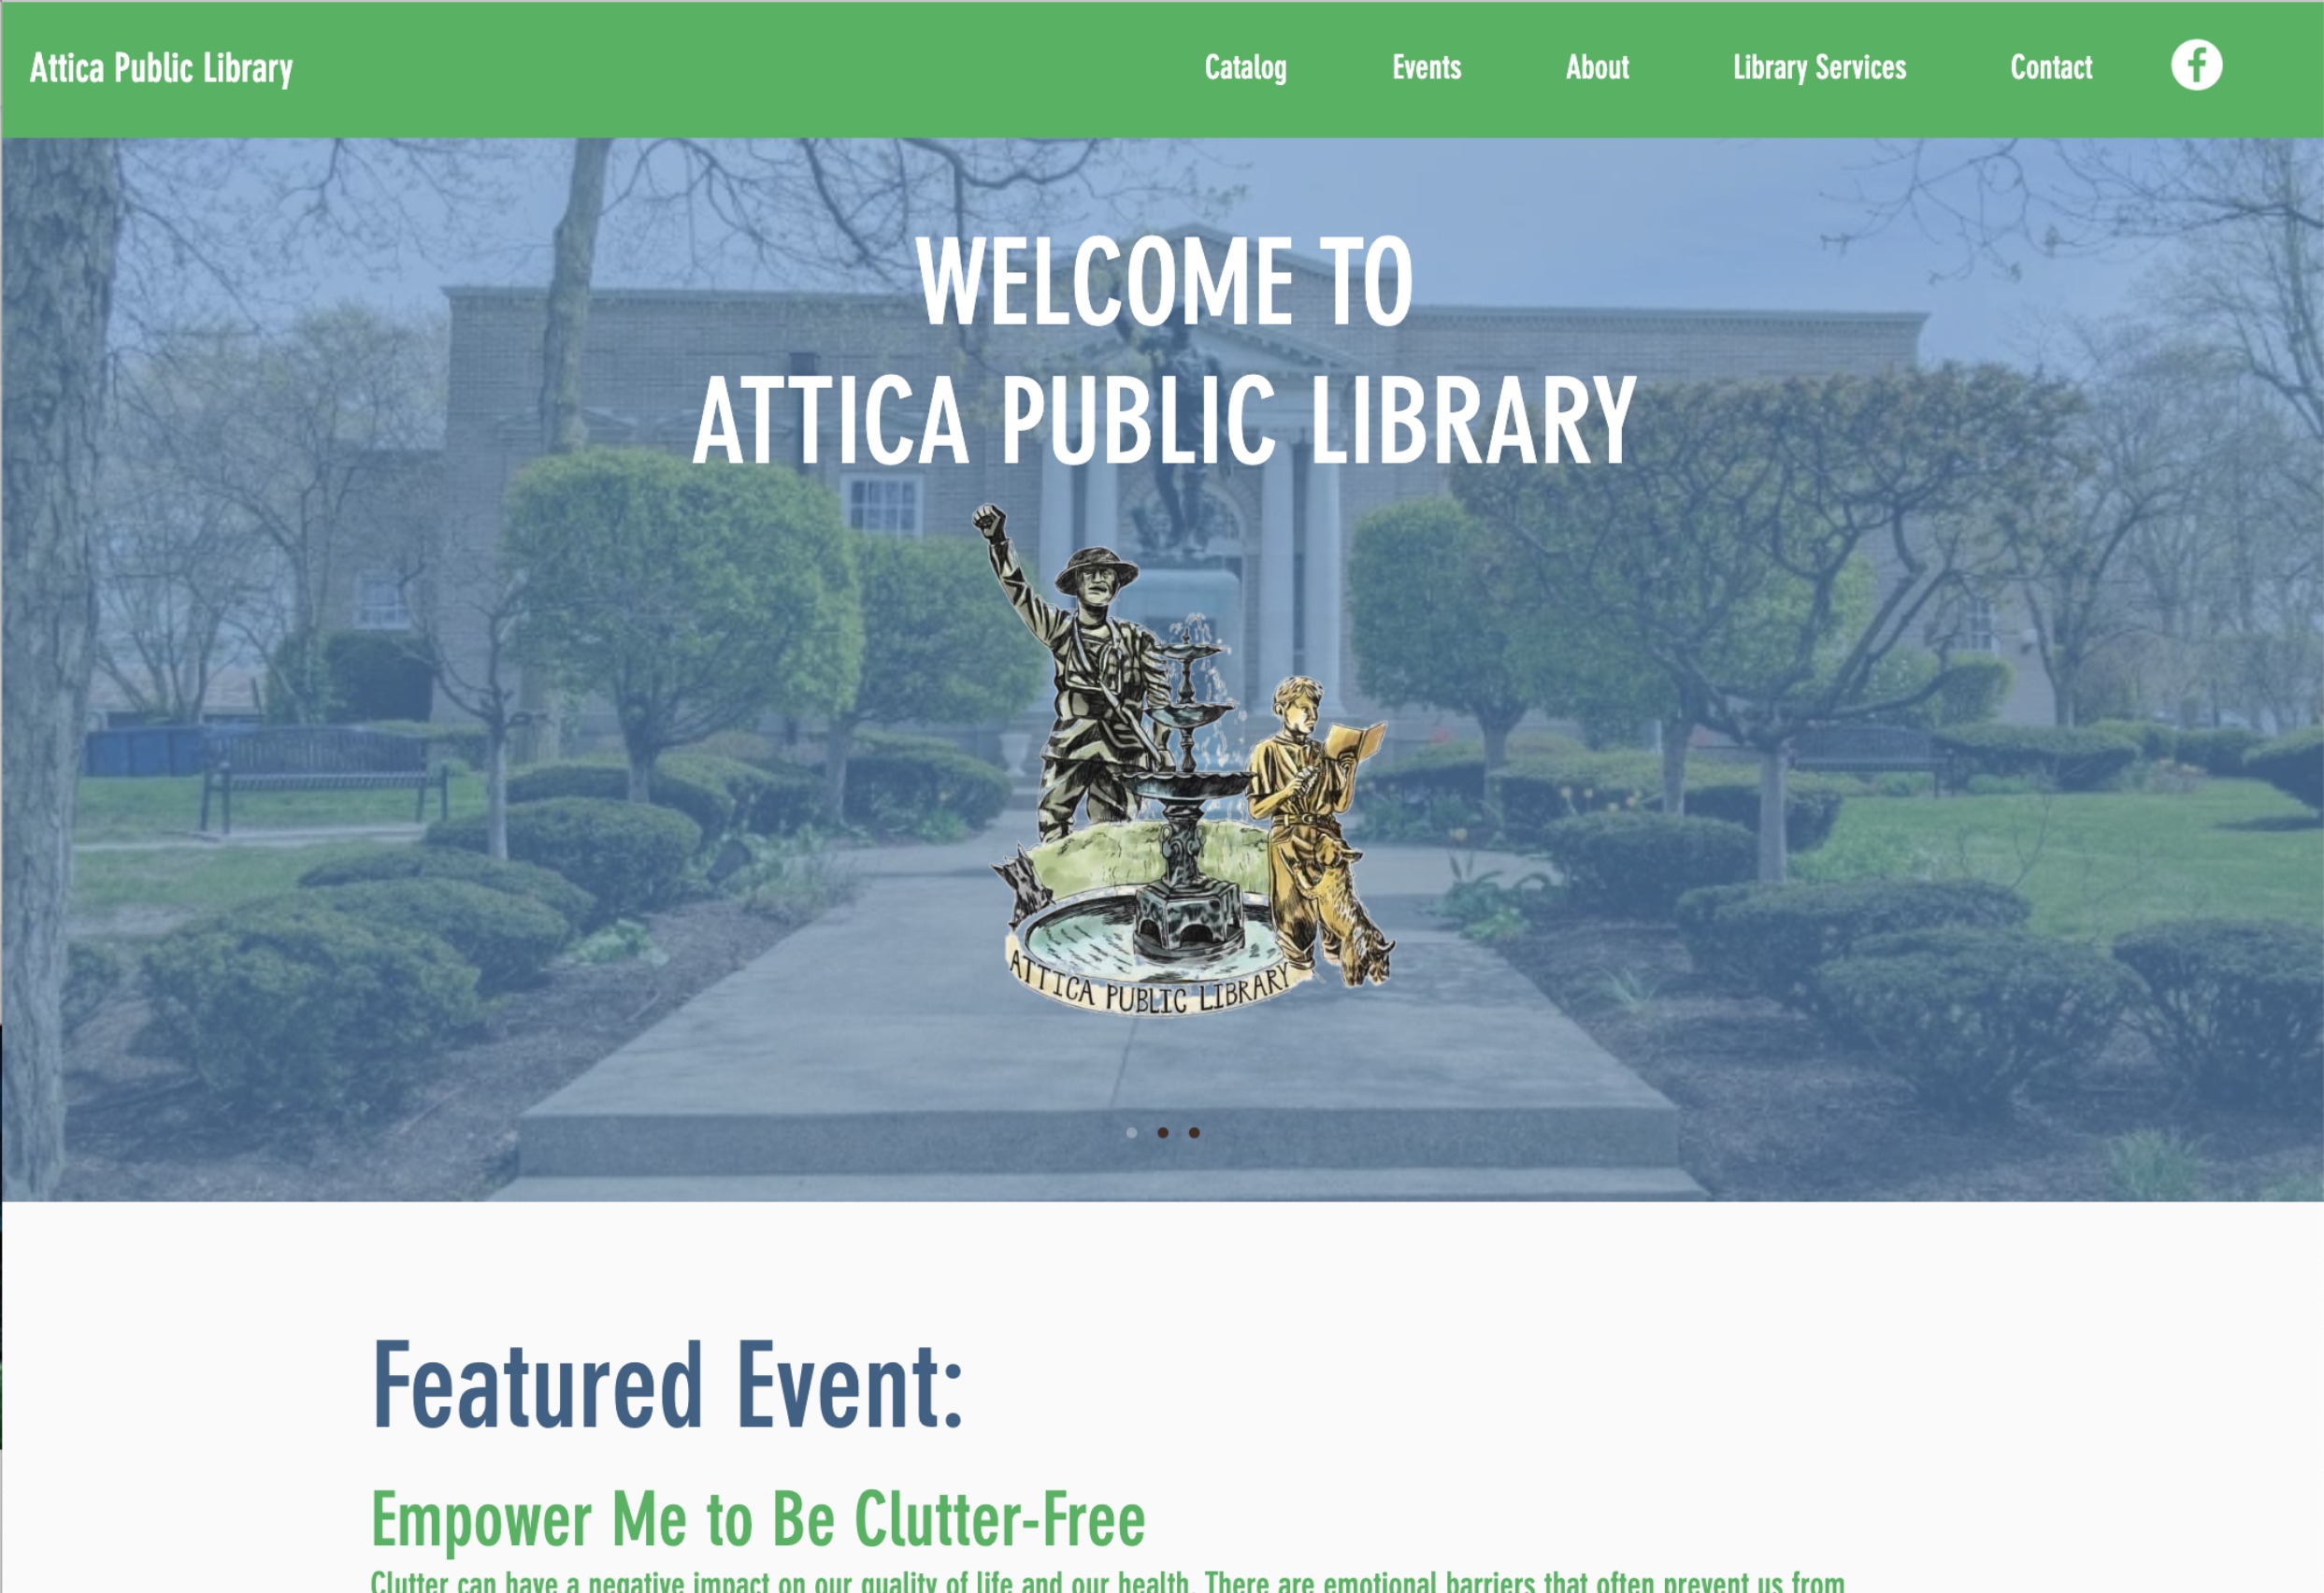 Attica Public Library
Catalog
Events
About
Library Services
Contact
WELCOME TO
ATTICA PUBLIC LIBRARY
ATTICA PUBLIC LIBRARY
Featured Event:
Empower Me to Be Clutter-Free
Clutter can have a negative impact on our quality of life and our health. There are emotional barriers that often prevent us from